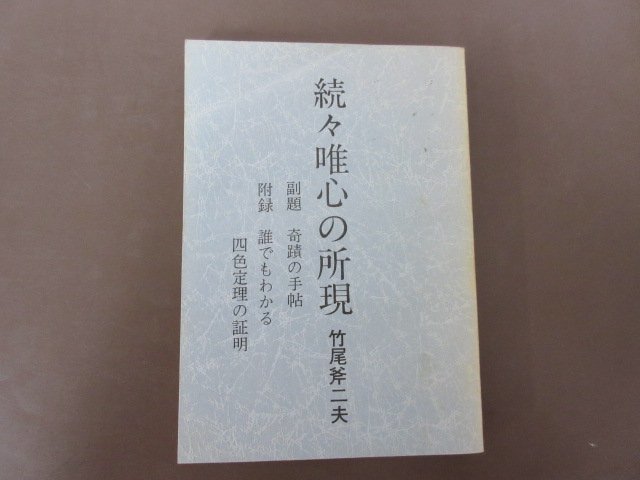 続々唯心の所現
竹尾斧二夫
副題 奇蹟の手帖
附録 誰でもわかる
四色定理の証明